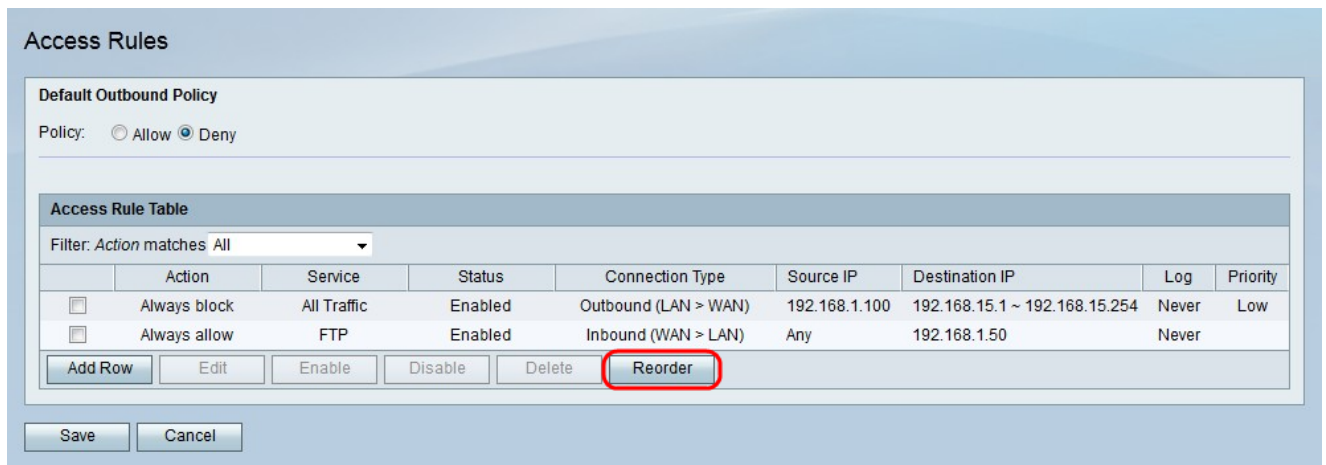 Access Rules
Default Outbound Policy
Policy: Allow Deny
Access Rule Table
Filter: Action matches All
Action Service Status Connection Type Source IP Destination IP Log Priority
Always block All Traffic Enabled Outbound (LAN > WAN) 192.168.1.100 192.168.15.1 ~ 192.168.15.254 Never Low
Always allow FTP Enabled Inbound (WAN > LAN) Any 192.168.1.50 Never
Add Row Edit Enable Disable Delete Reorder
Save Cancel